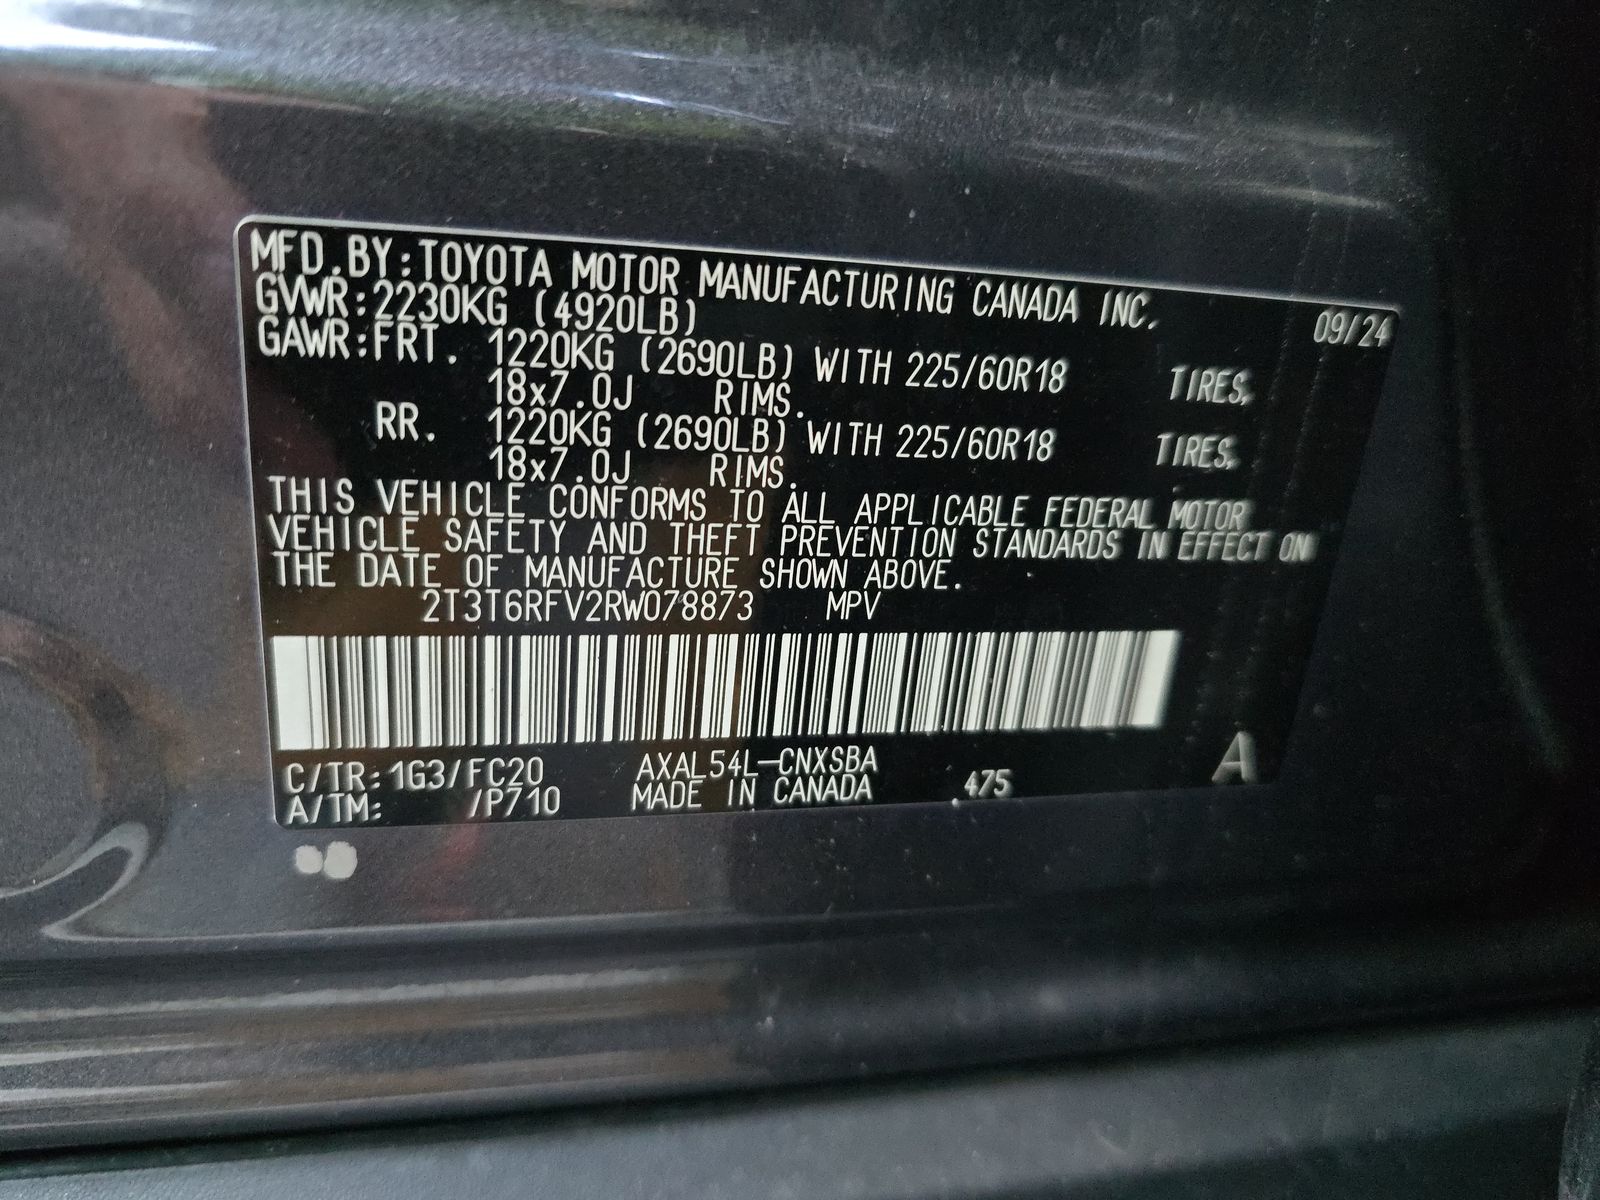 MFD.BY:TOYOTA MOTOR MANUFACTURING CANADA INC.
GVWR:2230KG (4920LB) 09/24
GAWR:FRT. 1220KG (2690LB) WITH 225/60R18 TIRES,
18x7.0J RIMS.
RR. 1220KG (2690LB) WITH 225/60R18 TIRES,
18x7.0J RIMS.
THIS VEHICLE CONFORMS TO ALL APPLICABLE FEDERAL MOTOR
VEHICLE SAFETY AND THEFT PREVENTION STANDARDS IN EFFECT ON
THE DATE OF MANUFACTURE SHOWN ABOVE.
2T3T6RFV2RW078873 MPV
C/TR:1G3/FC20 AXAL54L-CNXSBA
A/TM: /P710 MADE IN CANADA 475 A